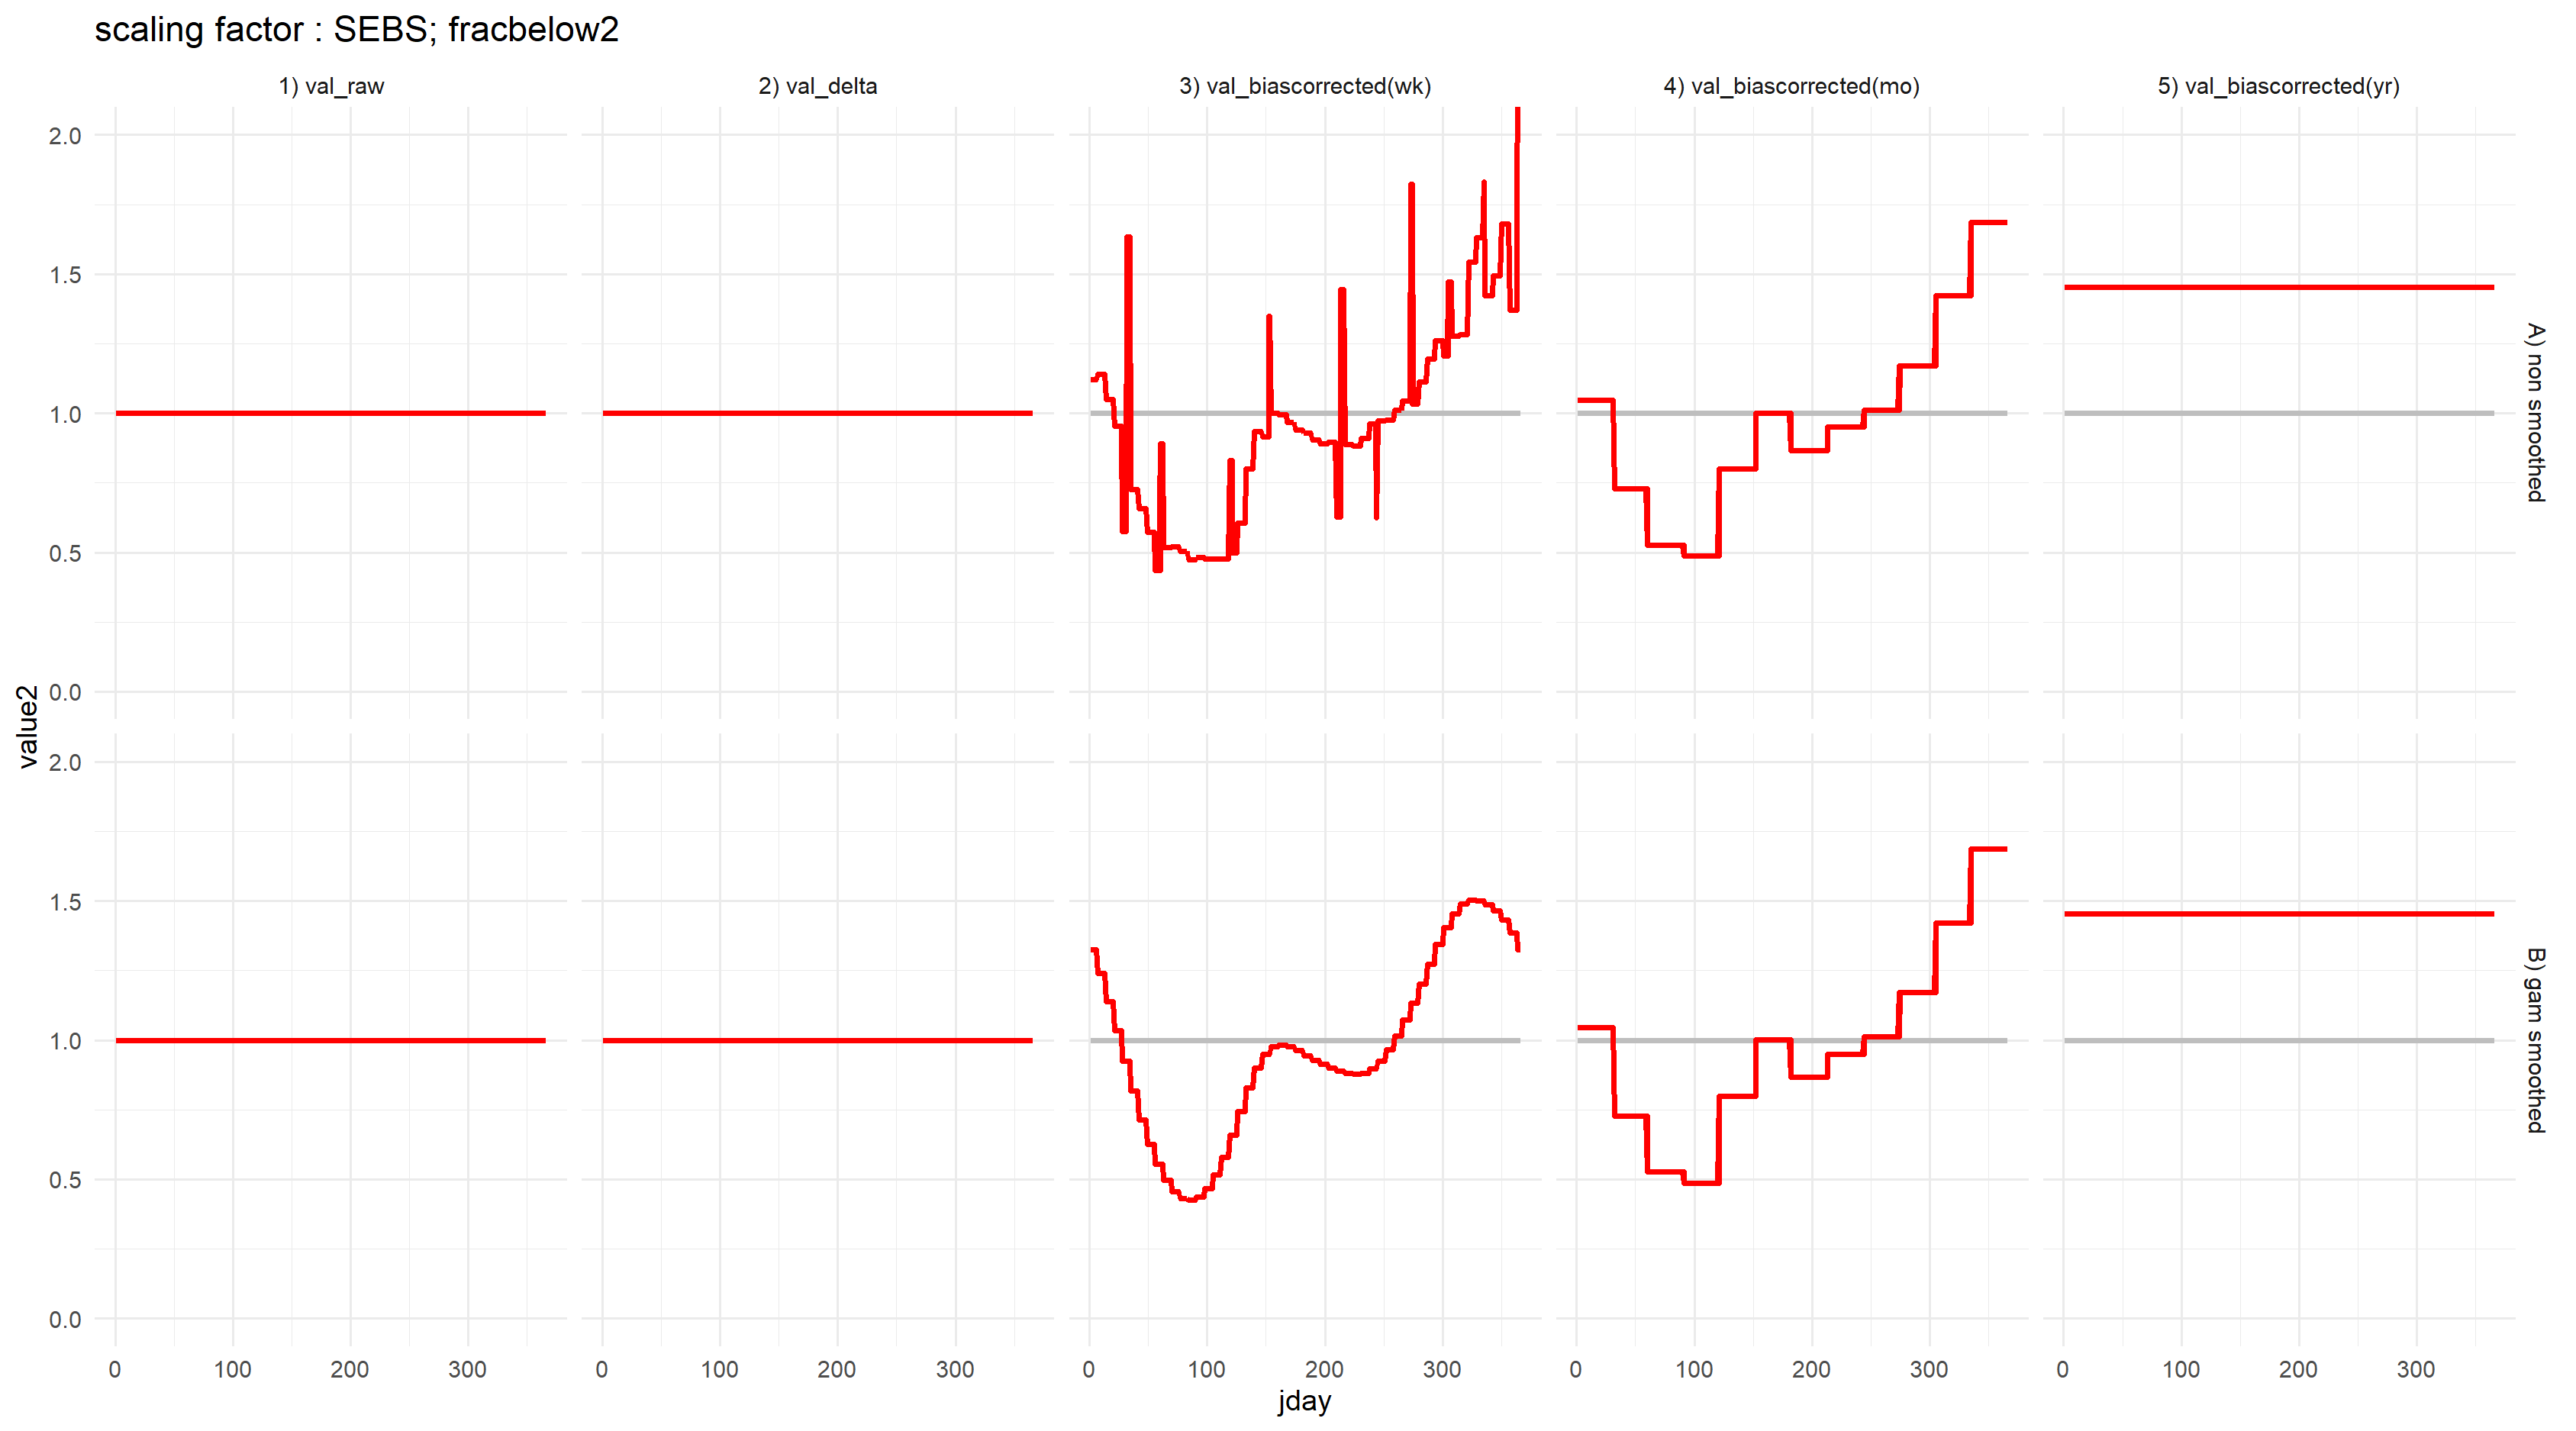 scaling factor : SEBS; fracbelow2
1) val_raw
2) val_delta
3) val_biascorrected(wk)
4) val_biascorrected(mo)
5) val_biascorrected(yr)
2.0
1.5
1.0
0.5
0.0
A) non smoothed
value2
2.0
1.5
1.0
0.5
0.0
B) gam smoothed
0 100 200 300
0 100 200 300
0 100 200 300
0 100 200 300
0 100 200 300
jday